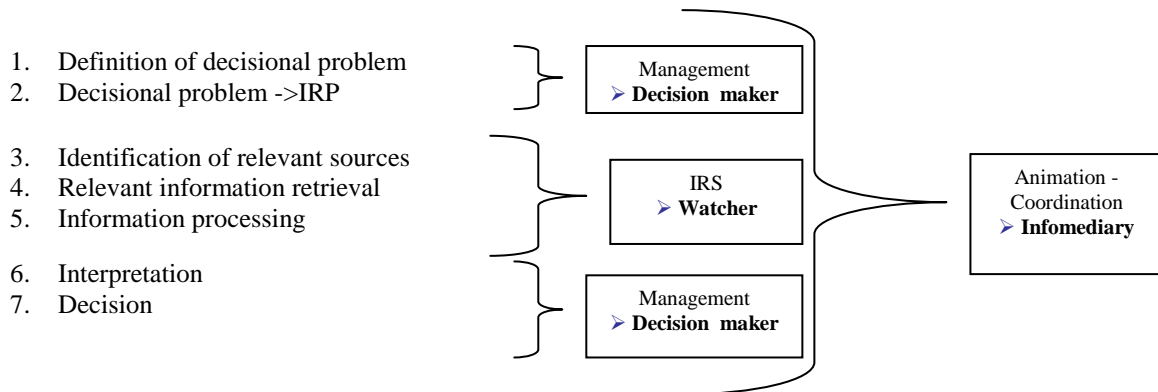 1. Definition of decisional problem
2. Decisional problem ->IRP
3. Identification of relevant sources
4. Relevant information retrieval
5. Information processing
6. Interpretation
7. Decision
Management
➢ Decision maker
IRS
➢ Watcher
Management
➢ Decision maker
Animation -
Coordination
➢ Infomediary